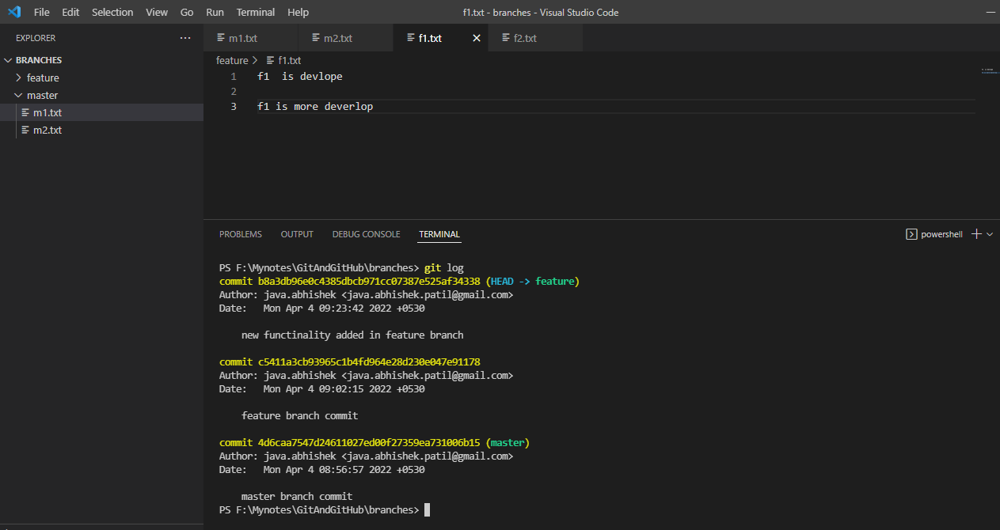 File Edit Selection View Go Run Terminal Help f1.txt - branches - Visual Studio Code
EXPLORER ...
BRANCHES
feature
master
m1.txt
m2.txt
m1.txt m2.txt f1.txt f2.txt
feature > f1.txt
1 f1  is devlope
2
3 f1 is more deverlop
PROBLEMS OUTPUT DEBUG CONSOLE TERMINAL powershell
PS F:\Mynotes\GitAndGitHub\branches> git log
commit b8a3db96e0c4385dbcb971cc07387e525af34338 (HEAD -> feature)
Author: java.abhishek <java.abhishek.patil@gmail.com>
Date:   Mon Apr 4 09:23:42 2022 +0530
new functinality added in feature branch
commit c5411a3cb93965c1b4fd964e28d230e047e91178
Author: java.abhishek <java.abhishek.patil@gmail.com>
Date:   Mon Apr 4 09:02:15 2022 +0530
feature branch commit
commit 4d6caa7547d24611027ed00f27359ea731006b15 (master)
Author: java.abhishek <java.abhishek.patil@gmail.com>
Date:   Mon Apr 4 08:56:57 2022 +0530
master branch commit
PS F:\Mynotes\GitAndGitHub\branches>